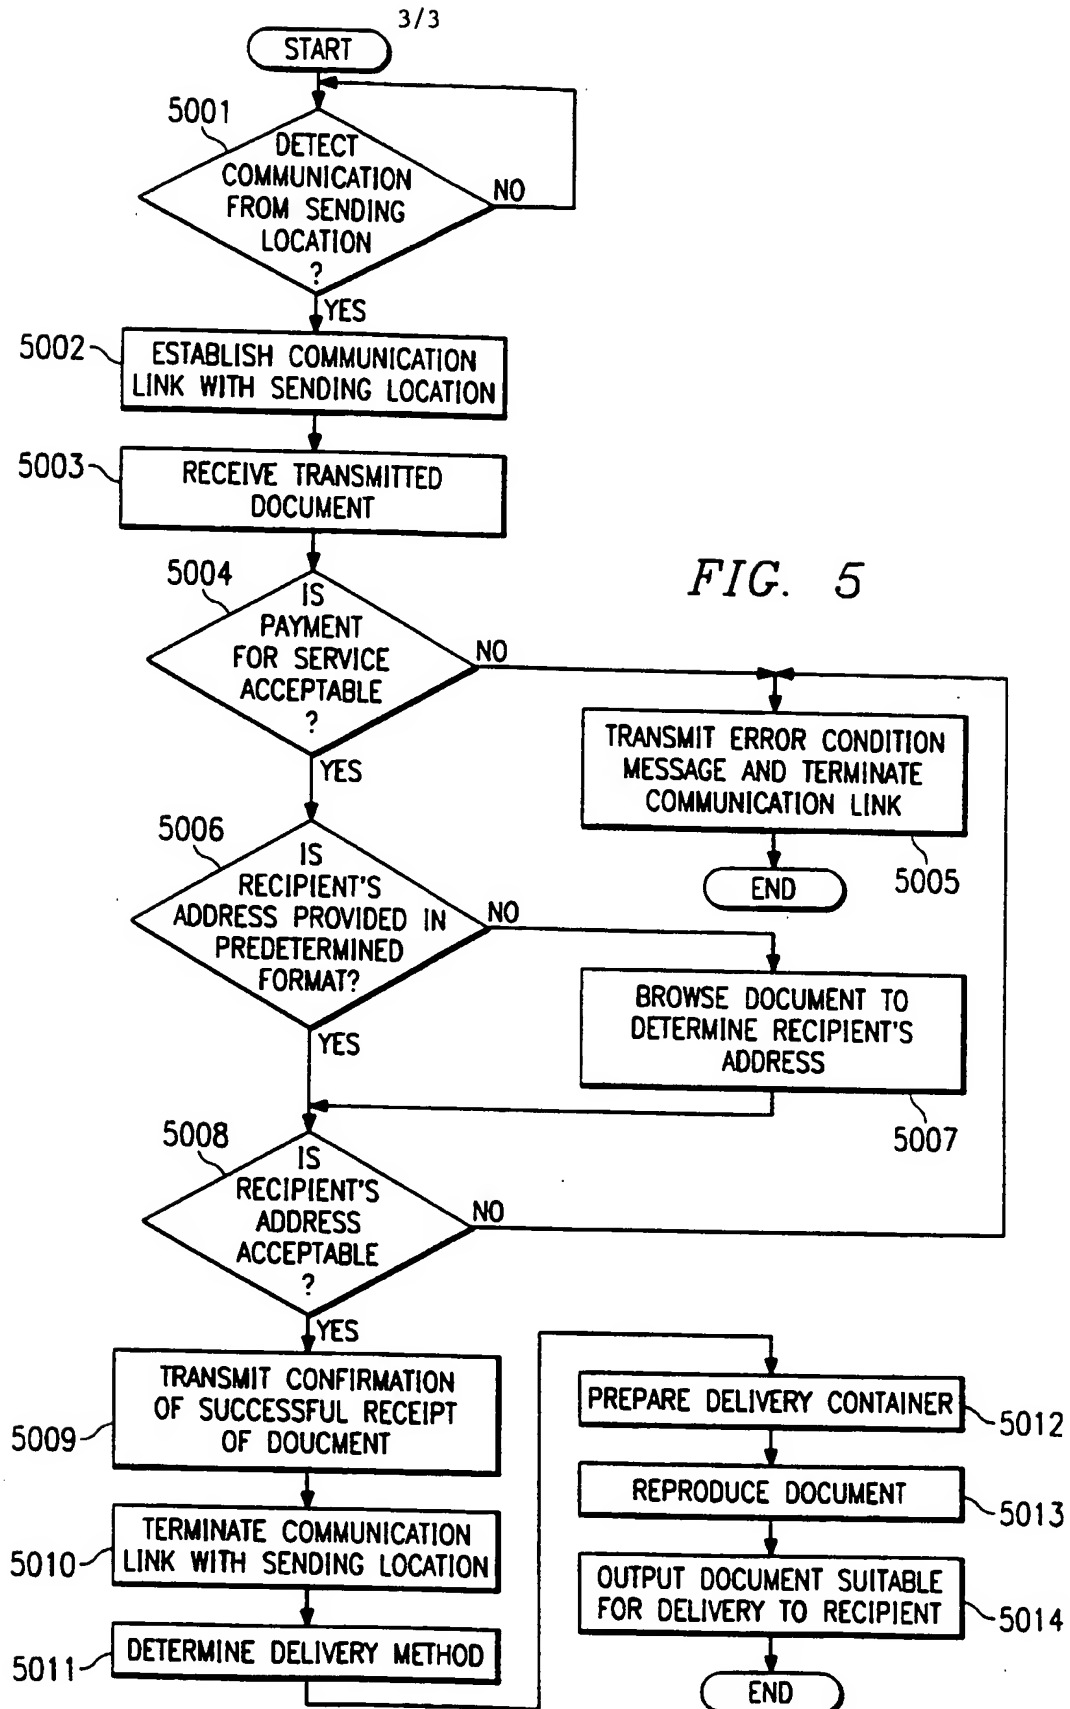 3/3
START
5001
DETECT
COMMUNICATION
FROM SENDING
LOCATION
?
NO
YES
5002
ESTABLISH COMMUNICATION
LINK WITH SENDING LOCATION
5003
RECEIVE TRANSMITTED
DOCUMENT
FIG. 5
5004
IS
PAYMENT
FOR SERVICE
ACCEPTABLE
?
NO
YES
TRANSMIT ERROR CONDITION
MESSAGE AND TERMINATE
COMMUNICATION LINK
5005
END
5006
IS
RECIPIENT'S
ADDRESS PROVIDED IN
PREDETERMINED
FORMAT?
NO
YES
BROWSE DOCUMENT TO
DETERMINE RECIPIENT'S
ADDRESS
5007
5008
IS
RECIPIENT'S
ADDRESS
ACCEPTABLE
?
NO
YES
TRANSMIT CONFIRMATION
OF SUCCESSFUL RECEIPT
OF DOUCMENT
5009
TERMINATE COMMUNICATION
LINK WITH SENDING LOCATION
5010
DETERMINE DELIVERY METHOD
5011
PREPARE DELIVERY CONTAINER
5012
REPRODUCE DOCUMENT
5013
OUTPUT DOCUMENT SUITABLE
FOR DELIVERY TO RECIPIENT
5014
END